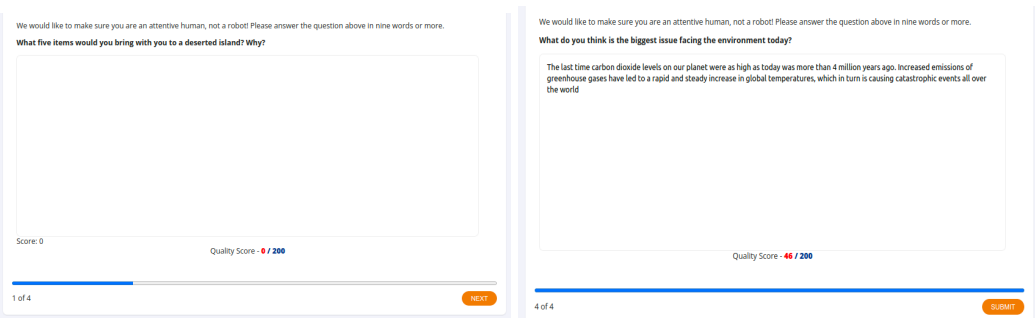 We would like to make sure you are an attentive human, not a robot! Please answer the question above in nine words or more.
What five items would you bring with you to a deserted island? Why?
Score: 0
Quality Score - 0 / 200
1 of 4
NEXT
We would like to make sure you are an attentive human, not a robot! Please answer the question above in nine words or more.
What do you think is the biggest issue facing the environment today?
The last time carbon dioxide levels on our planet were as high as today was more than 4 million years ago. Increased emissions of
greenhouse gases have led to a rapid and steady increase in global temperatures, which in turn is causing catastrophic events all over
the world
Quality Score - 46 / 200
4 of 4
SUBMIT